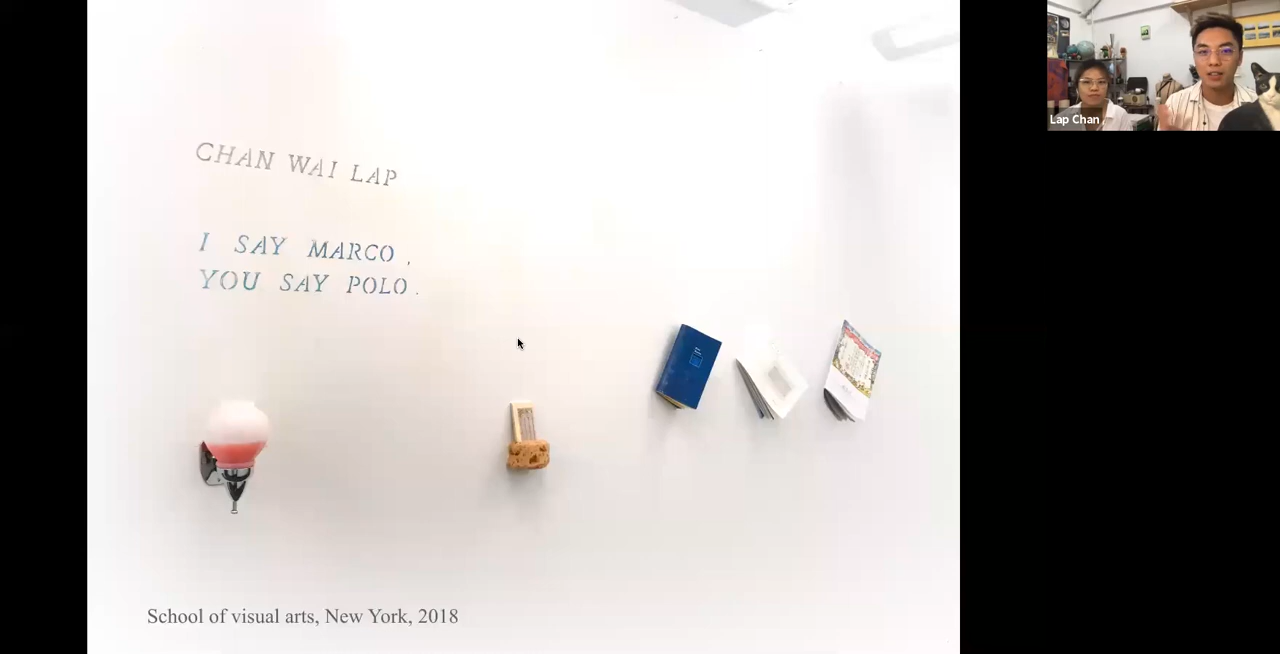 CHAN WAI LAP
I SAY MARCO,
YOU SAY POLO.
School of visual arts, New York, 2018
Lap Chan